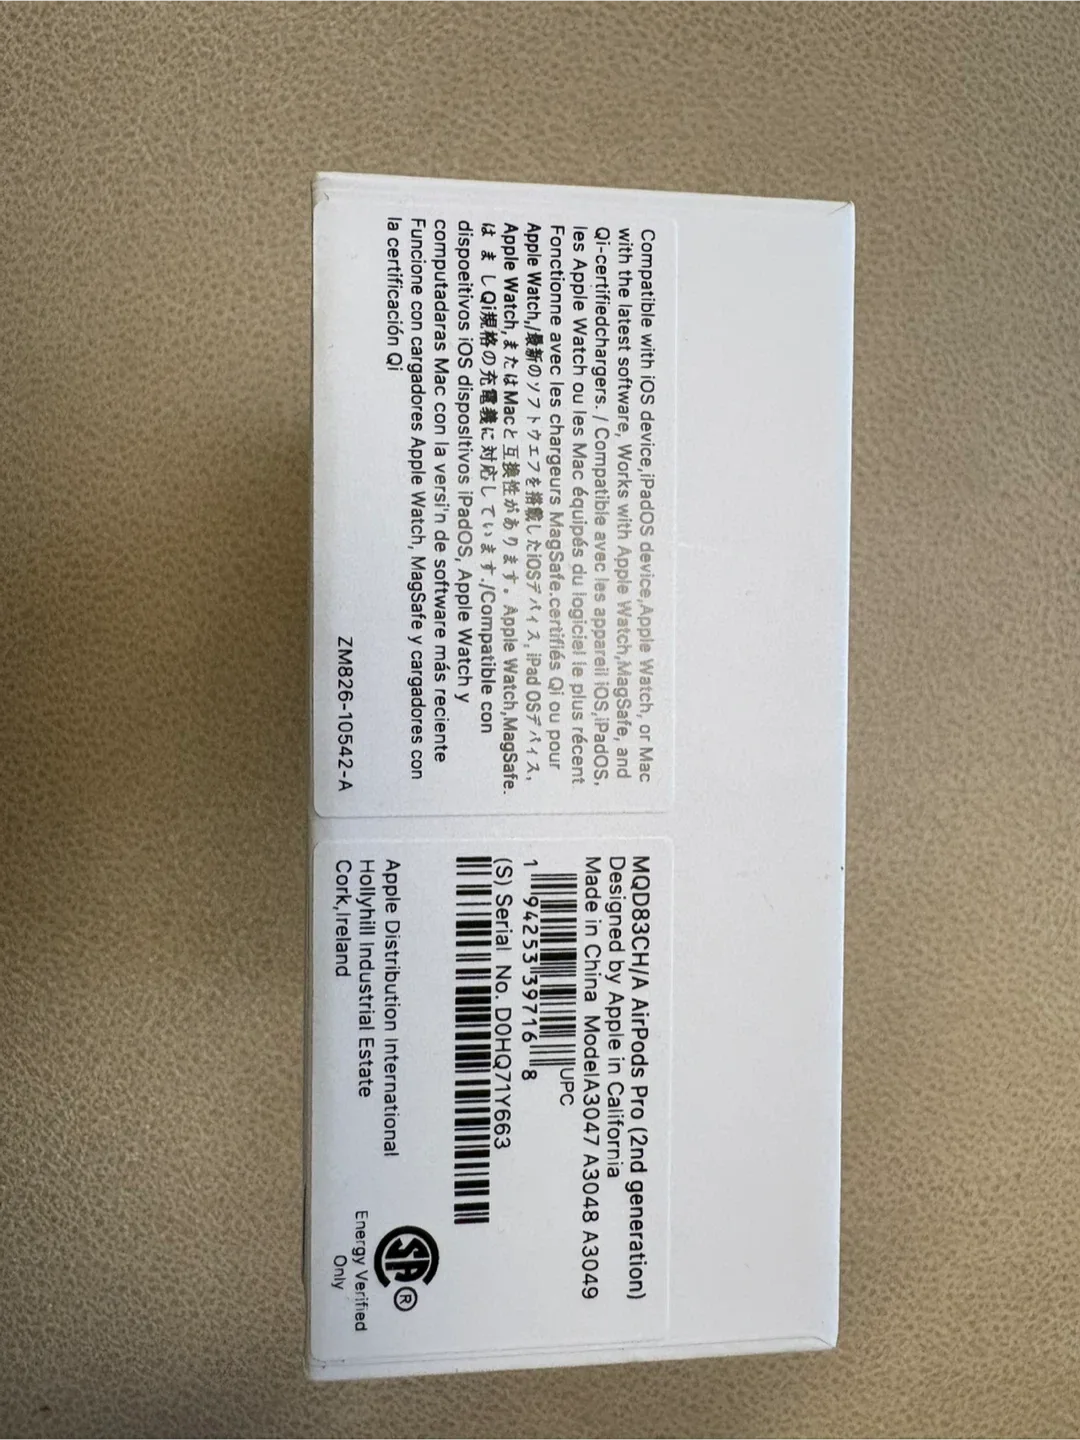 Compatible with iOS device,iPadOS device,Apple Watch, or Mac
with the latest software, Works with Apple Watch,MagSafe, and
Qi-certifiedchargers. / Compatible avec les appareil iOS,iPadOS,
les Apple Watch ou les Mac équipés du logiciel le plus récent
Fonctionne avec les chargeurs MagSafe.certifiés Qi ou pour
Apple Watch,/最新のソフトウエフを搭載したiOSデバイス, iPad OSデバイス,
Apple Watch,またはMacと互換性があります。Apple Watch,MagSafe.
は ま し Qi規格の充電機に対応しています./Compatible con
dispoeitivos iOS disposltivos iPadOS, Apple Watch y
computadaras Mac con la versi'n de software más reciente
Funcione con cargadores Apple Watch, MagSafe y cargadores con
la certificación Qi
ZM826-10542-A
MQD83CH/A AirPods Pro (2nd generation)
Designed by Apple in California
Made in China ModelA3047 A3048 A3049
UPC
1 94253 39716 8
(S) Serial No. D0HQ71Y663
Apple Distribution International
Hollyhill Industrial Estate
Cork,Ireland
SA®
Energy Verified
Only